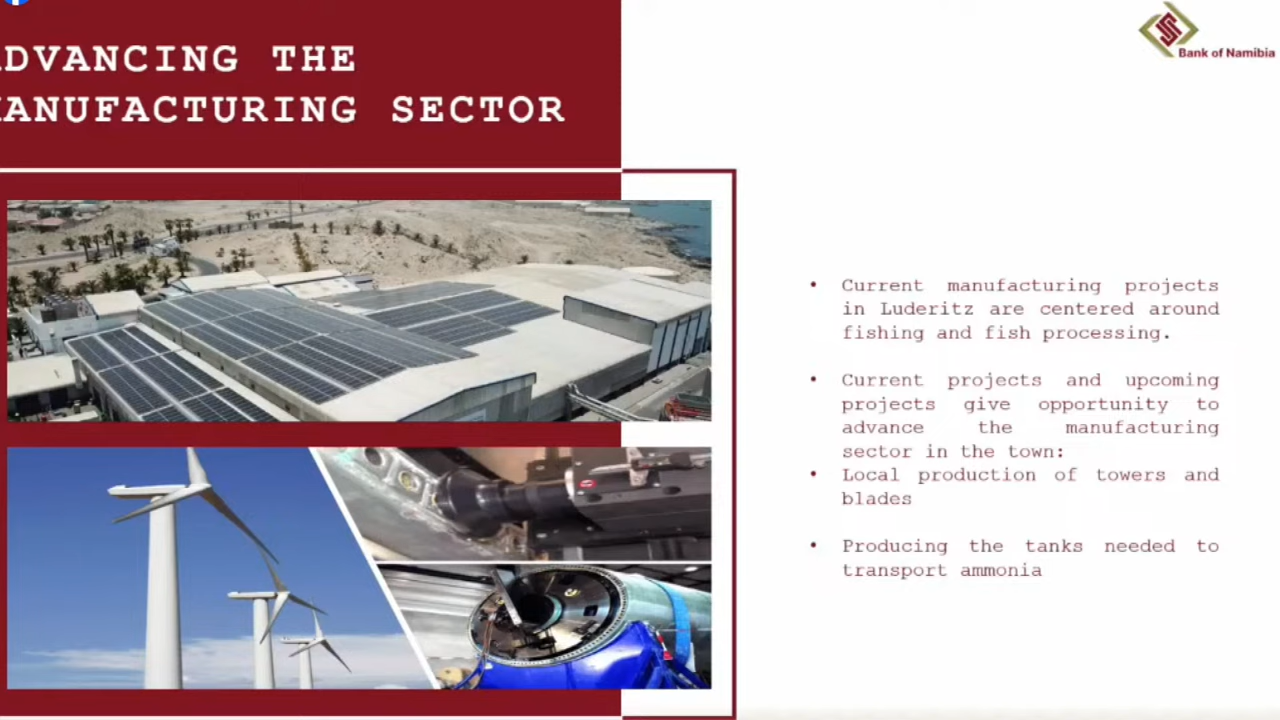 DVANCING THE
ANUFACTURING SECTOR
Bank of Namibia
• Current manufacturing projects
in Luderitz are centered around
fishing and fish processing.
• Current projects and upcoming
projects give opportunity to
advance the manufacturing
sector in the town:
• Local production of towers and
blades
• Producing the tanks needed to
transport ammonia